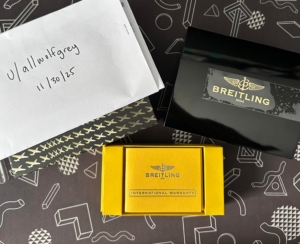 u/allwolfgrey
11/30/25
BREITLING
BREITLING
INTERNATIONAL WARRANTY